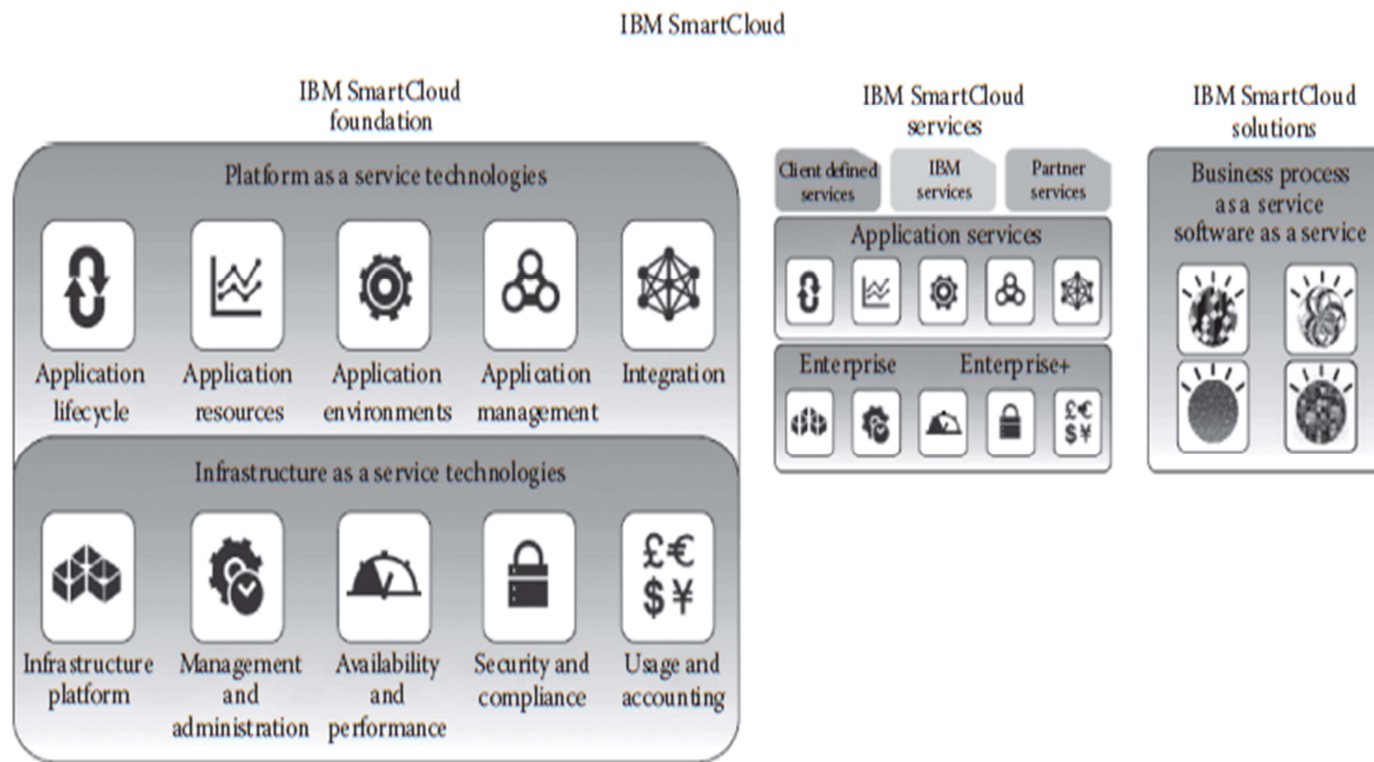 IBM SmartCloud
IBM SmartCloud
foundation
Platform as a service technologies
Application
lifecycle
Application
resources
Application
environments
Application
management
Integration
Infrastructure as a service technologies
Infrastructure
platform
Management
and
administration
Availability
and
performance
Security and
compliance
£€
$¥
Usage and
accounting
IBM SmartCloud
services
Client defined
services
IBM
services
Partner
services
Application services
Enterprise
Enterprise+
£€
$¥
IBM SmartCloud
solutions
Business process
as a service
software as a service